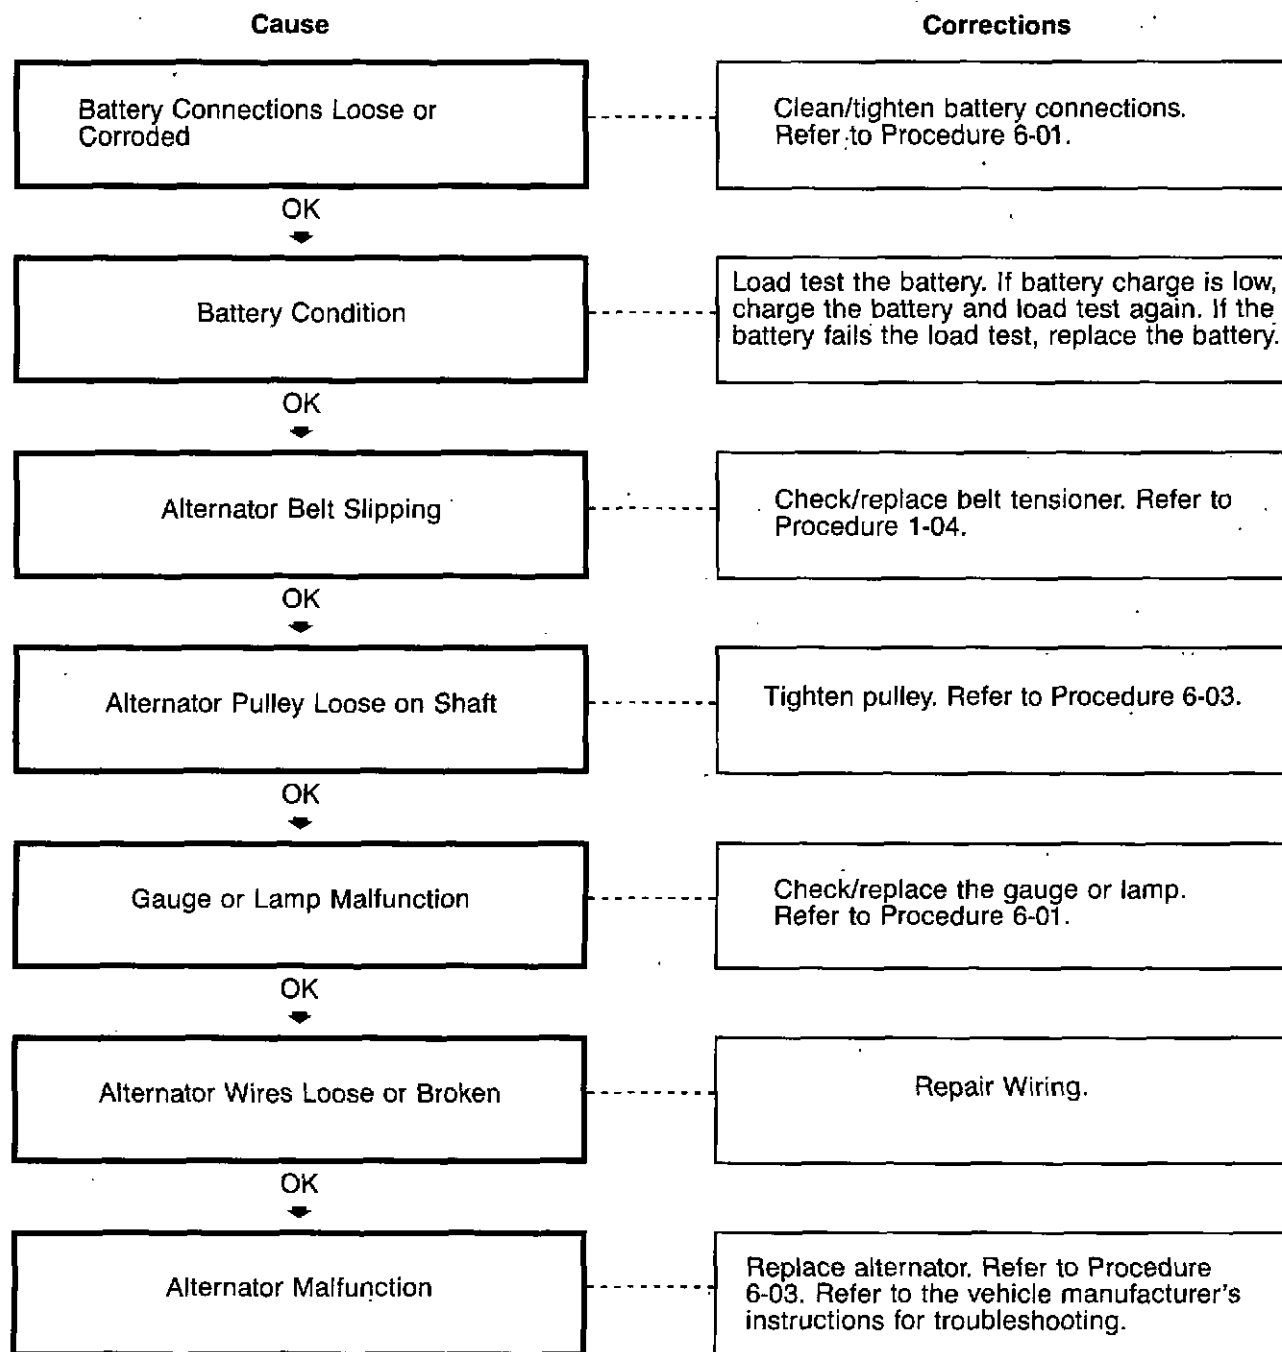 Cause
Corrections
Battery Connections Loose or
Corroded
Clean/tighten battery connections.
Refer to Procedure 6-01.
OK
Battery Condition
Load test the battery. If battery charge is low,
charge the battery and load test again. If the
battery fails the load test, replace the battery.
OK
Alternator Belt Slipping
Check/replace belt tensioner. Refer to
Procedure 1-04.
OK
Alternator Pulley Loose on Shaft
Tighten pulley. Refer to Procedure 6-03.
OK
Gauge or Lamp Malfunction
Check/replace the gauge or lamp.
Refer to Procedure 6-01.
OK
Alternator Wires Loose or Broken
Repair Wiring.
OK
Alternator Malfunction
Replace alternator. Refer to Procedure
6-03. Refer to the vehicle manufacturer's
instructions for troubleshooting.